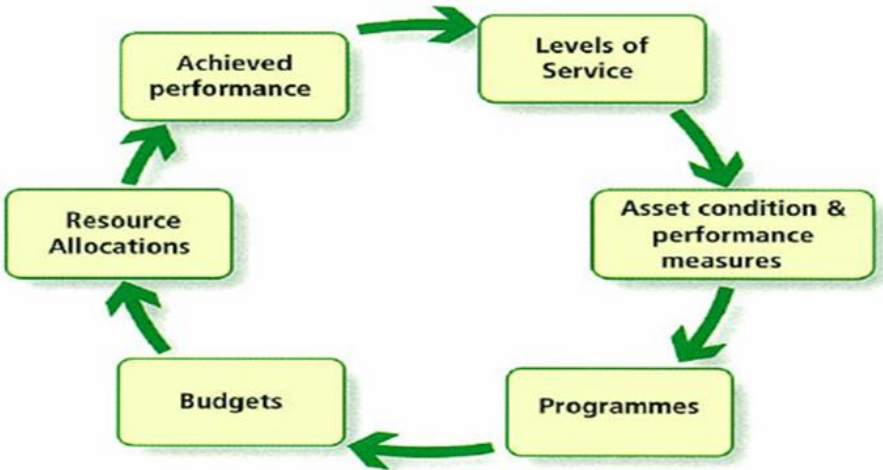 Achieved
performance
Levels of
Service
Resource
Allocations
Asset condition &
performance
measures
Budgets
Programmes